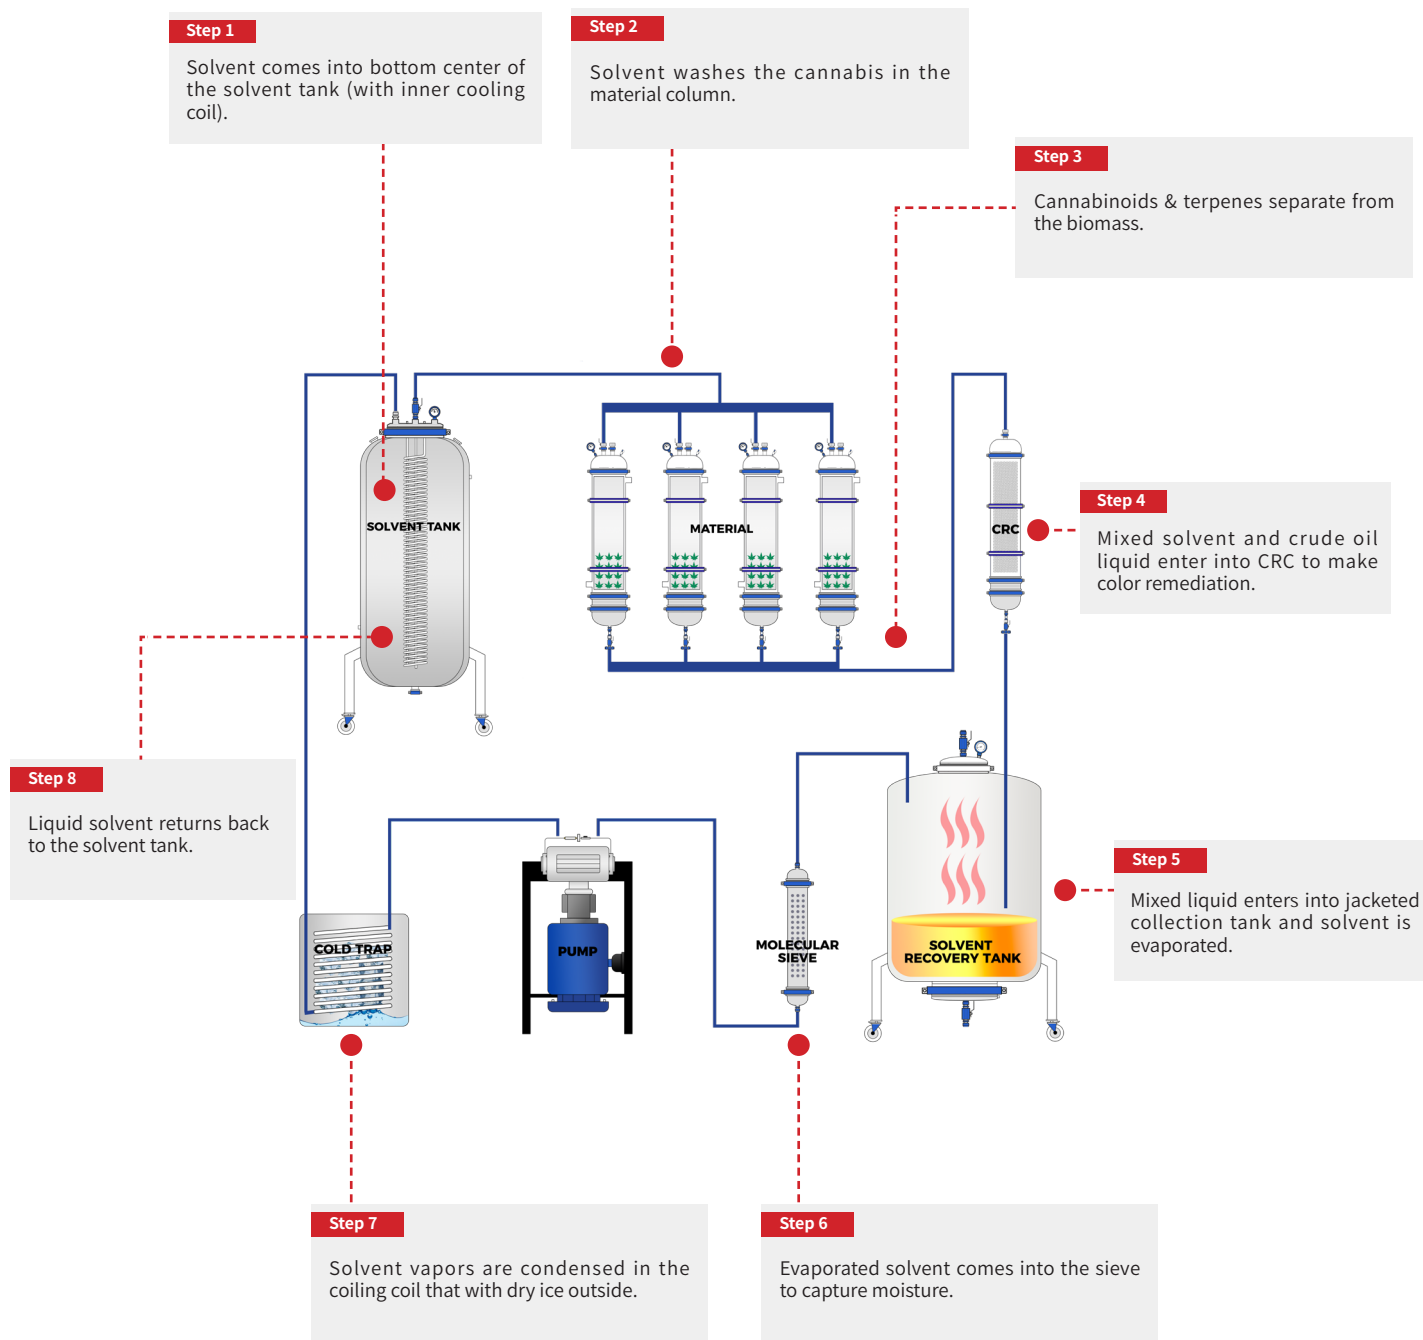 Step 1
Solvent comes into bottom center of
the solvent tank (with inner cooling
coil).
Step 2
Solvent washes the cannabis in the
material column.
Step 3
Cannabinoids & terpenes separate from
the biomass.
SOLVENT TANK
MATERIAL
CRC
Step 4
Mixed solvent and crude oil
liquid enter into CRC to make
color remediation.
Step 8
Liquid solvent returns back
to the solvent tank.
COLD TRAP
PUMP
MOLECULAR
SIEVE
SOLVENT
RECOVERY TANK
Step 5
Mixed liquid enters into jacketed
collection tank and solvent is
evaporated.
Step 7
Solvent vapors are condensed in the
coiling coil that with dry ice outside.
Step 6
Evaporated solvent comes into the sieve
to capture moisture.